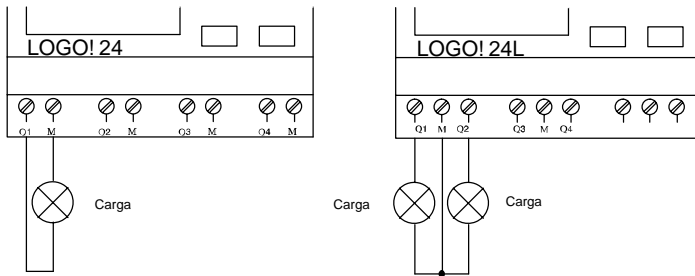 LOGO! 24
Q1 M Q2 M Q3 M Q4 M
Carga
LOGO! 24L
Q1 M Q2 Q3 M Q4
Carga
Carga